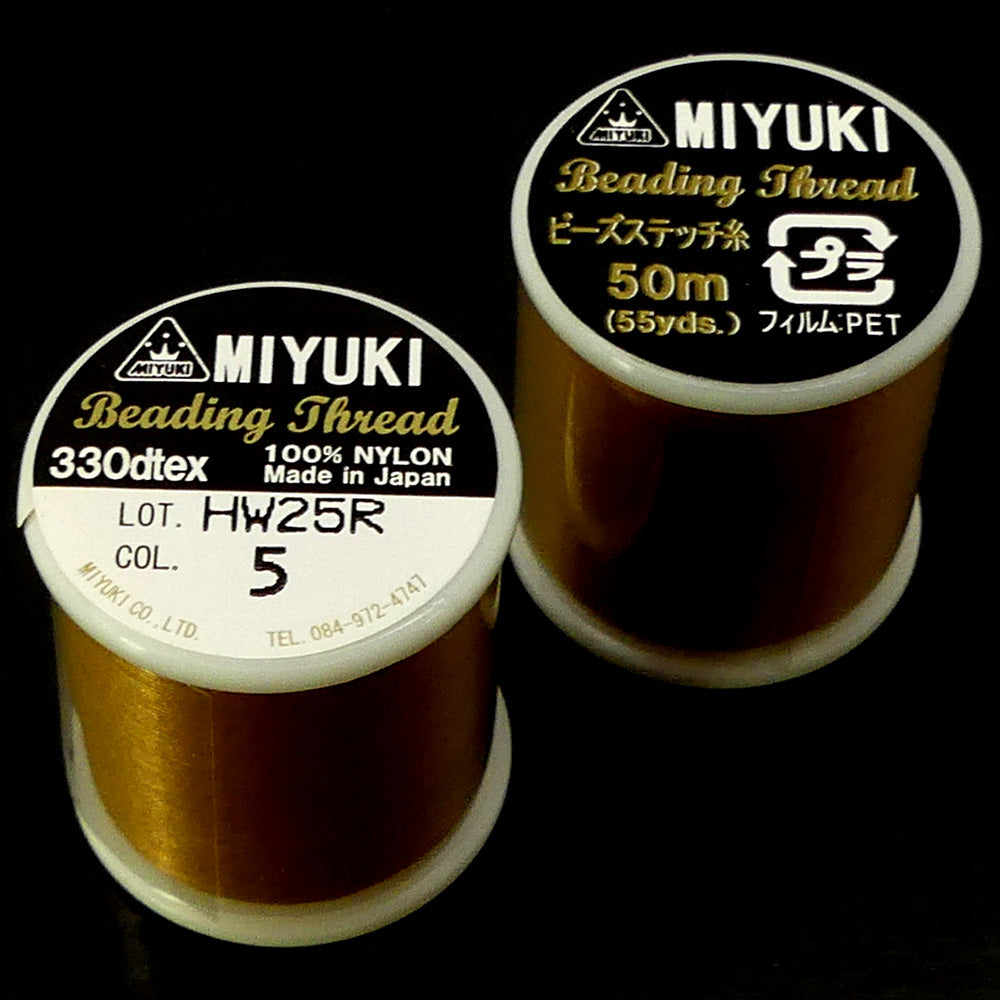 MIYUKI
MIYUKI
Beading Thread
330dtex
100% NYLON
Made in Japan
LOT. HW25R
COL. 5
MIYUKI CO.,LTD.
TEL. 084-972-4747
MIYUKI
MIYUKI
Beading Thread
ビーズステッチ糸
50m
(55yds.)
プラ
フィルム:PET